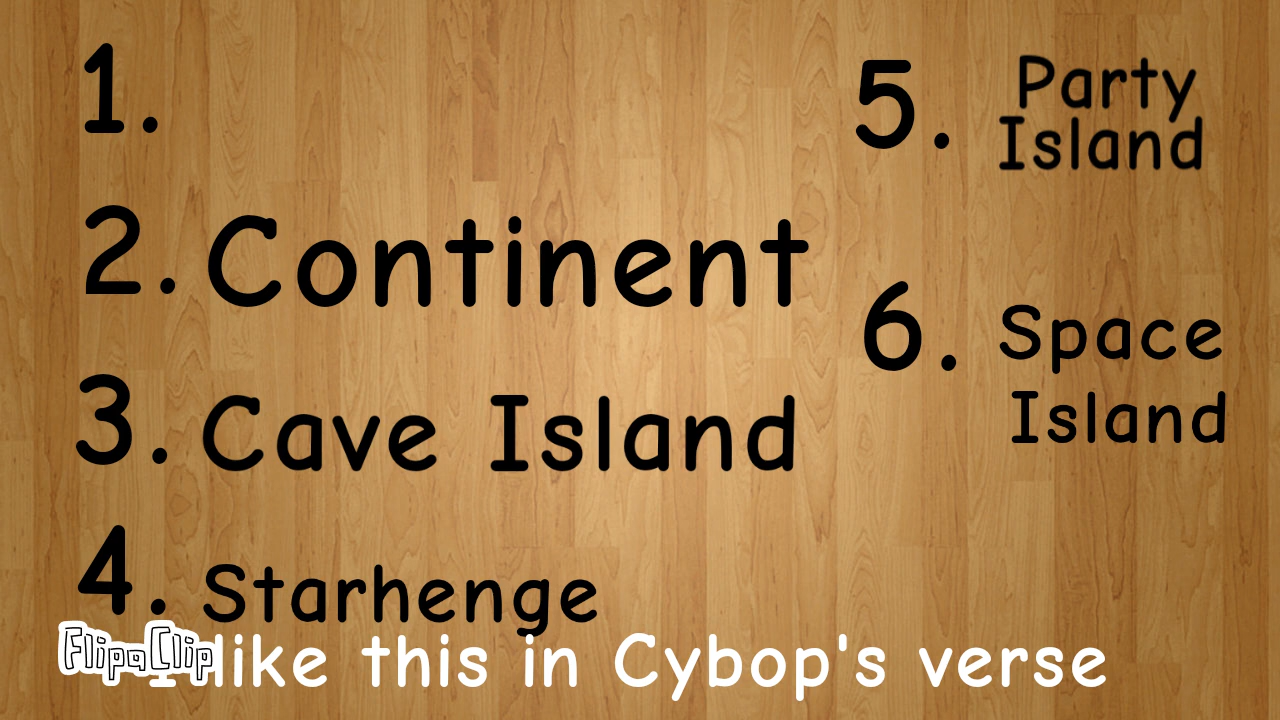 1.
2. Continent
3. Cave Island
4. Starhenge
5. Party
Island
6. Space
Island
FlipaClip
I like this in Cybop's verse